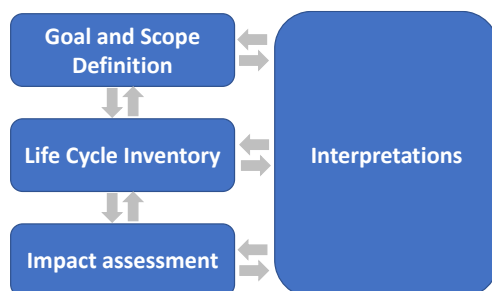 Goal and Scope
Definition
Life Cycle Inventory
Interpretations
Impact assessment